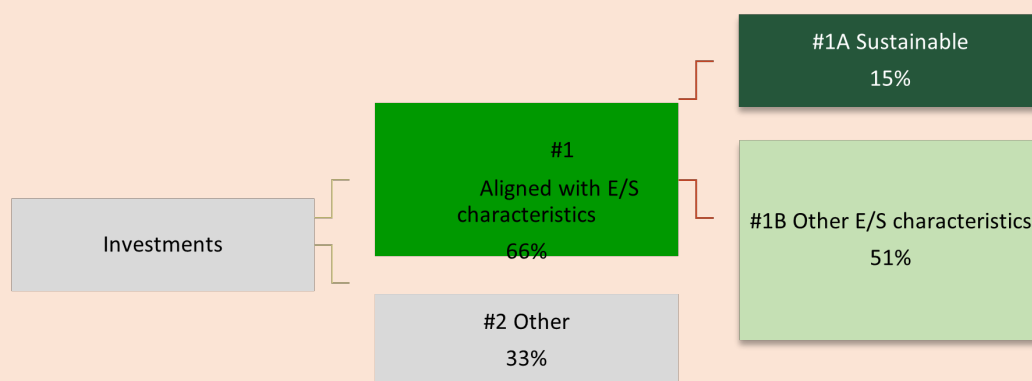 Investments
#1
Aligned with E/S
characteristics
66%
#2 Other
33%
#1A Sustainable
15%
#1B Other E/S characteristics
51%